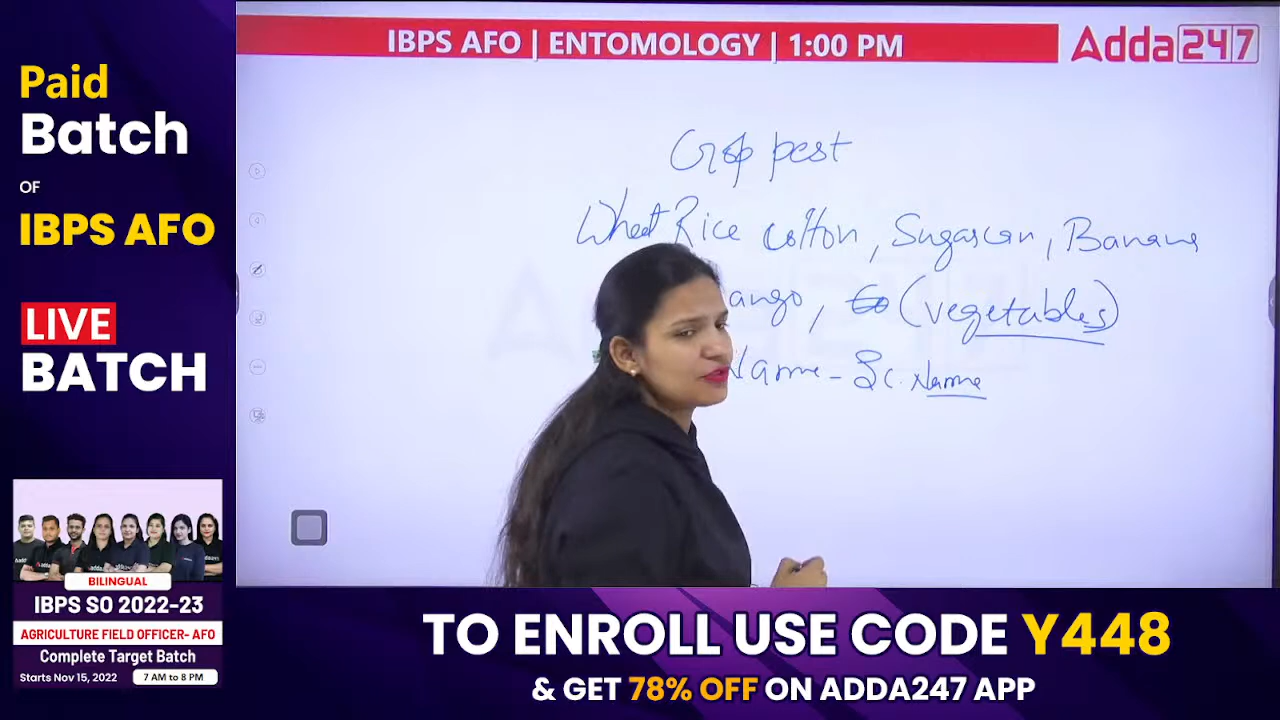 Paid
Batch
OF
IBPS AFO
LIVE
BATCH
BILINGUAL
IBPS SO 2022-23
AGRICULTURE FIELD OFFICER- AFO
Complete Target Batch
Starts Nov 15, 2022 7 AM to 8 PM
IBPS AFO | ENTOMOLOGY | 1:00 PM
Adda247
Crop pest
Wheat Rice cotton, Sugarcan, Banana
ango, (vegetables)
Name - Sc. Name
TO ENROLL USE CODE Y448
& GET 78% OFF ON ADDA247 APP